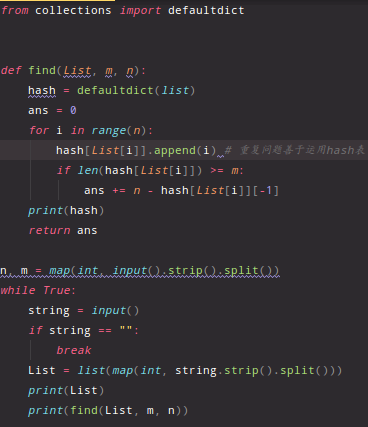 from collections import defaultdict
def find(List, m, n):
hash = defaultdict(list)
ans = 0
for i in range(n):
hash[List[i]].append(i) # 重复问题善于运用hash表
if len(hash[List[i]]) >= m:
ans += n - hash[List[i]][-1]
print(hash)
return ans
n, m = map(int, input().strip().split())
while True:
string = input()
if string == "":
break
List = list(map(int, string.strip().split()))
print(List)
print(find(List, m, n))